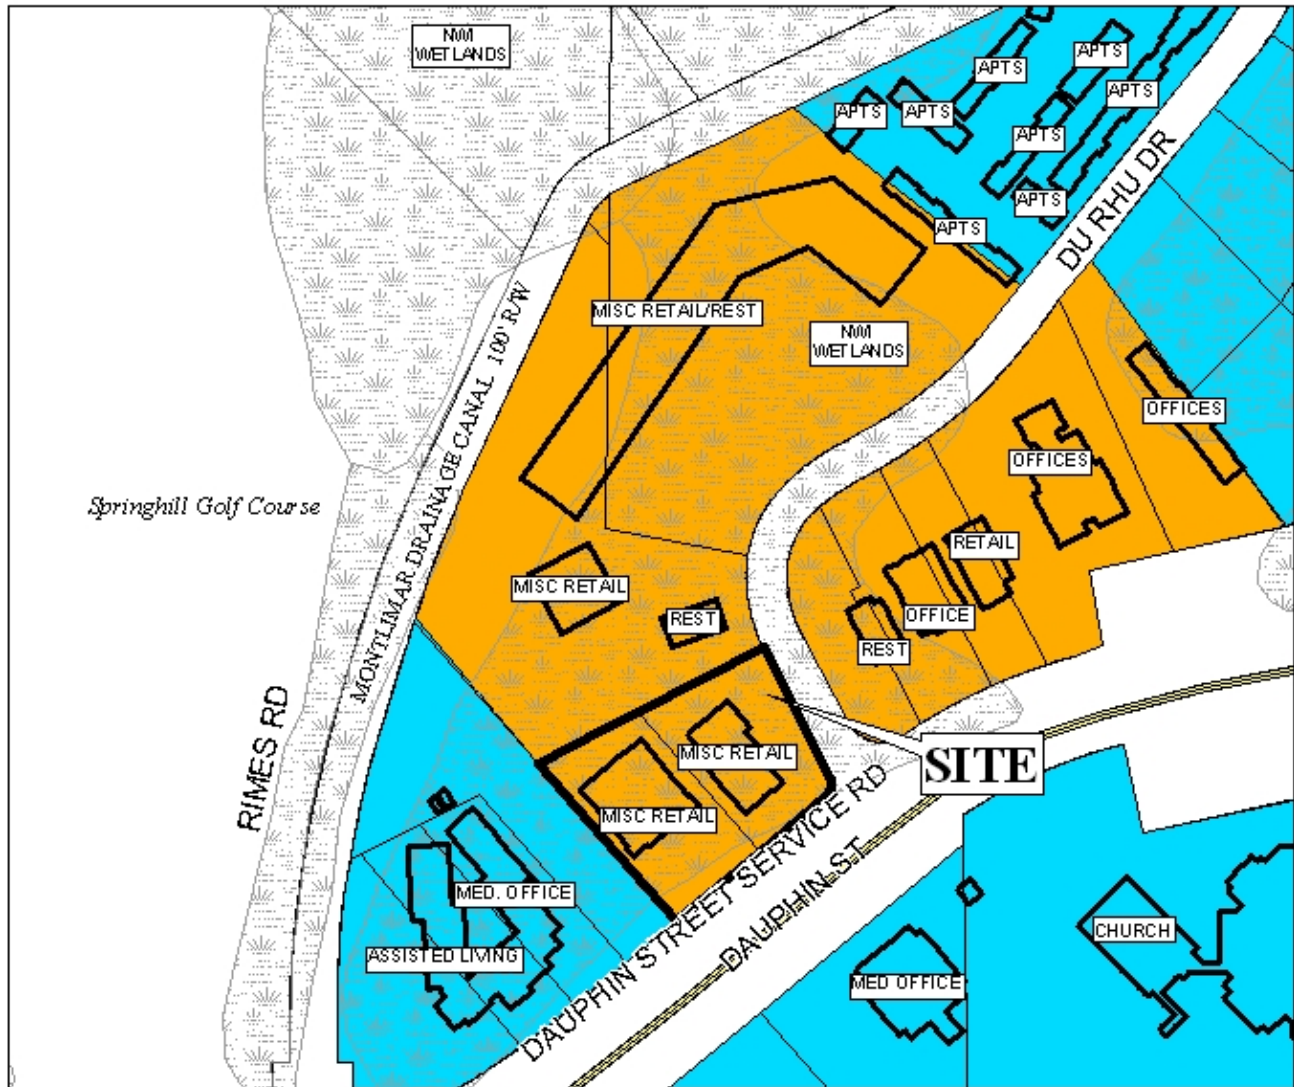 NWI
WETLANDS
APTS
APTS
APTS
APTS
APTS
APTS
APTS
APTS
DU RHU DR
MISC RETAIL/REST
NWI
WETLANDS
OFFICES
OFFICES
MONTLIMAR DRAINAGE CANAL 100' R/W
Springhill Golf Course
RETAIL
MISC RETAIL
OFFICE
REST
REST
RIMES RD
MISC RETAIL
SITE
MISC RETAIL
DAUPHIN STREET SERVICE RD
DAUPHIN ST
MED. OFFICE
ASSISTED LIVING
CHURCH
MED OFFICE